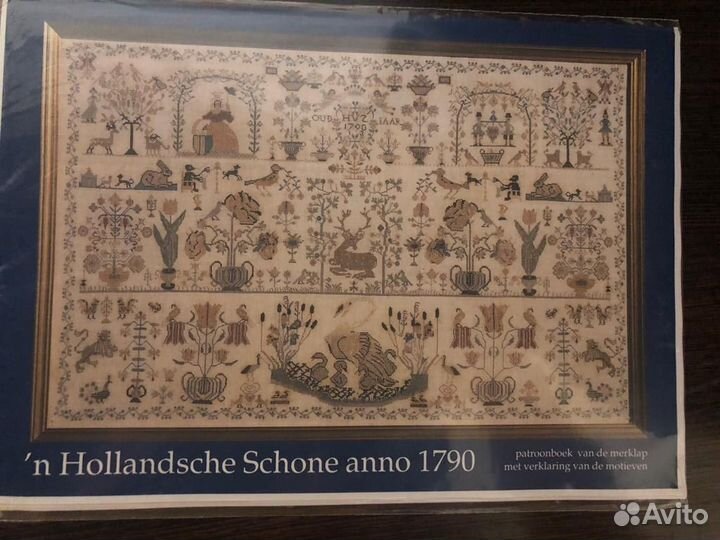 OUD HUZ IAAR
1790
'n Hollandsche Schone anno 1790
patroonboek van de merklap
met verklaring van de motieven
Avito